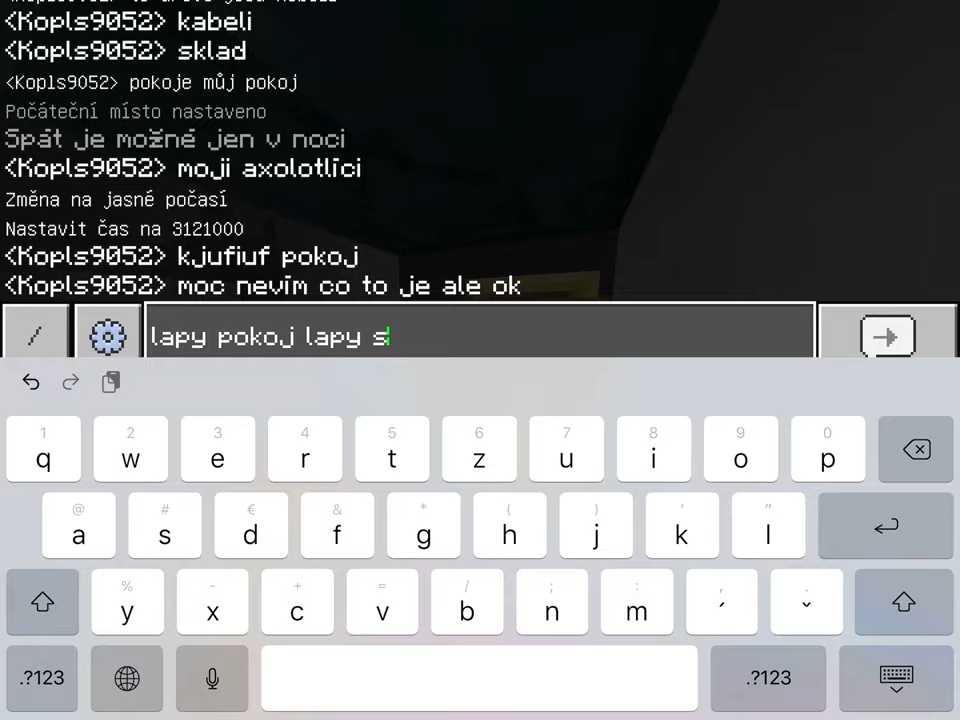 <Kopls9052> kabeli
<Kopls9052> sklad
<Kopls9052> pokoje můj pokoj
Počáteční místo nastaveno
Spát je možné jen v noci
<Kopls9052> moji axolotlíci
Změna na jasné počasí
Nastavit čas na 3121000
<Kopls9052> kjufiuf pokoj
<Kopls9052> moc nevím co to je ale ok
/ lapy pokoj lapy s
1 2 3 4 5 6 7 8 9 0
q w e r t z u i o p
@ # € & * ( ) ' "
a s d f g h j k l
% - + = / ; : , .
y x c v b n m ´ ˇ
.?123 .?123